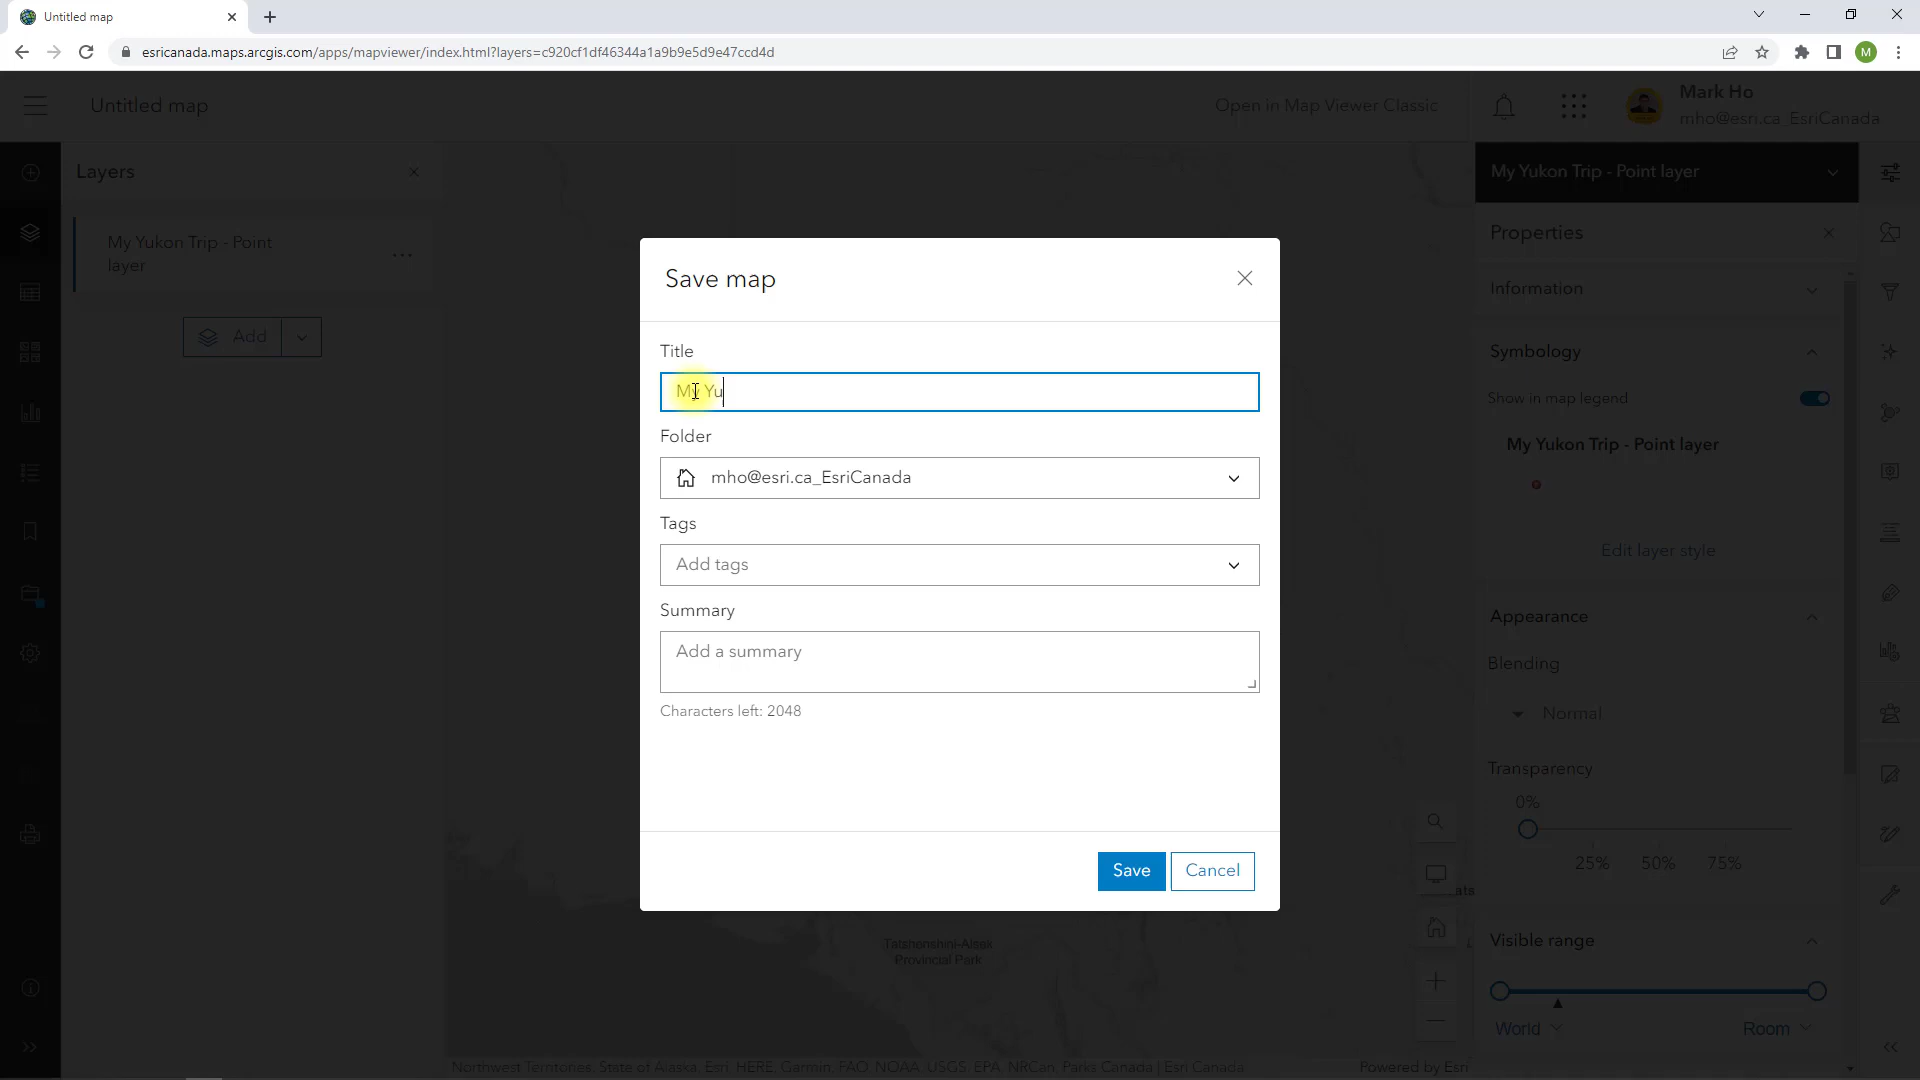 Untitled map
esricanada.maps.arcgis.com/apps/mapviewer/index.html?layers=c920cf1df46344a1a9b9e5d9e47ccd4d
M
Untitled map
Open in Map Viewer Classic
Mark Ho
mho@esri.ca_EsriCanada
Layers
My Yukon Trip - Point
layer
Add
Save map
Title
My Yu
Folder
mho@esri.ca_EsriCanada
Tags
Add tags
Summary
Add a summary
Characters left: 2048
Save
Cancel
My Yukon Trip - Point layer
Properties
Information
Symbology
Show in map legend
My Yukon Trip - Point layer
Edit layer style
Appearance
Blending
Normal
Transparency
0%
25% 50% 75%
Visible range
World
Room
Tatshenshini-Alsek
Provincial Park
Northwest Territories, State of Alaska, Esri, HERE, Garmin, FAO, NOAA, USGS, EPA, NRCan, Parks Canada | Esri Canada
Powered by Esri